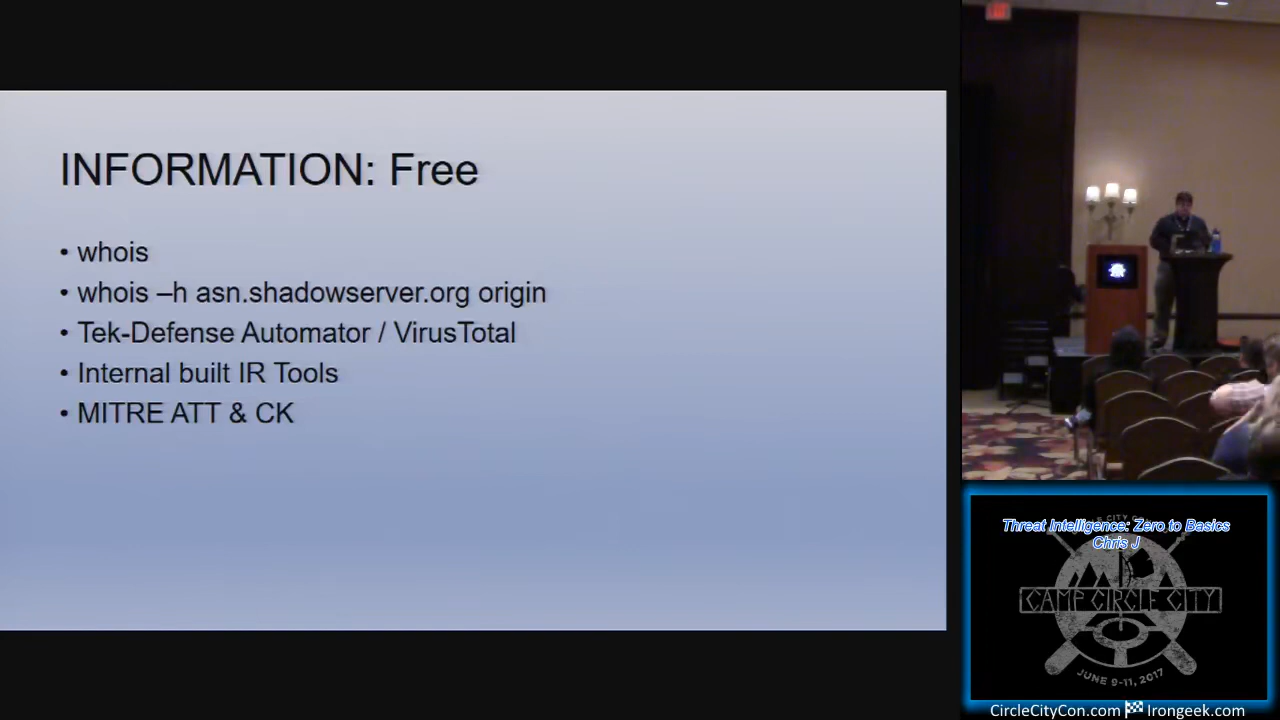 INFORMATION: Free
• whois
• whois –h asn.shadowserver.org origin
• Tek-Defense Automator / VirusTotal
• Internal built IR Tools
• MITRE ATT & CK
Threat Intelligence: Zero to Basics
Chris J
CAMP CIRCLE CITY
JUNE 9-11, 2017
CircleCityCon.com Irongeek.com